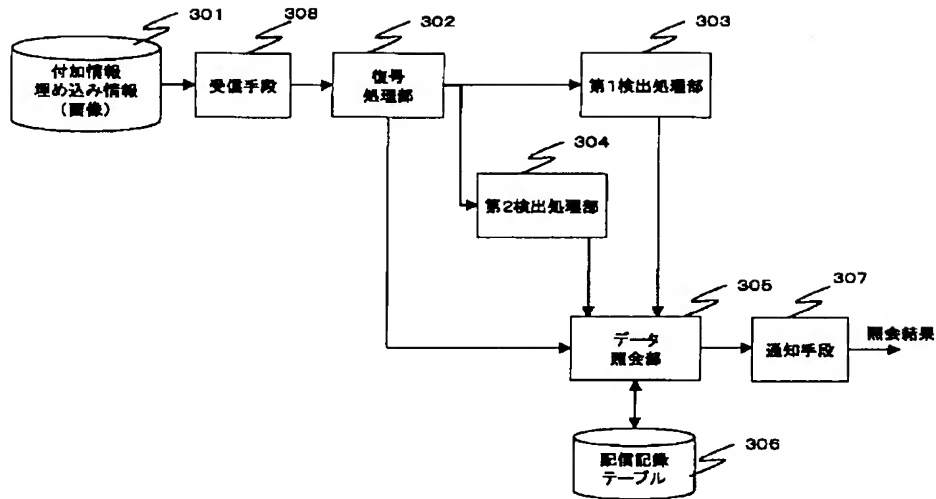 301
308
302
303
付加情報
埋め込み情報
(画像)
受信手段
復号
処理部
第1検出処理部
304
第2検出処理部
305
307
データ
照会部
通知手段
照会結果
306
配信記録
テーブル